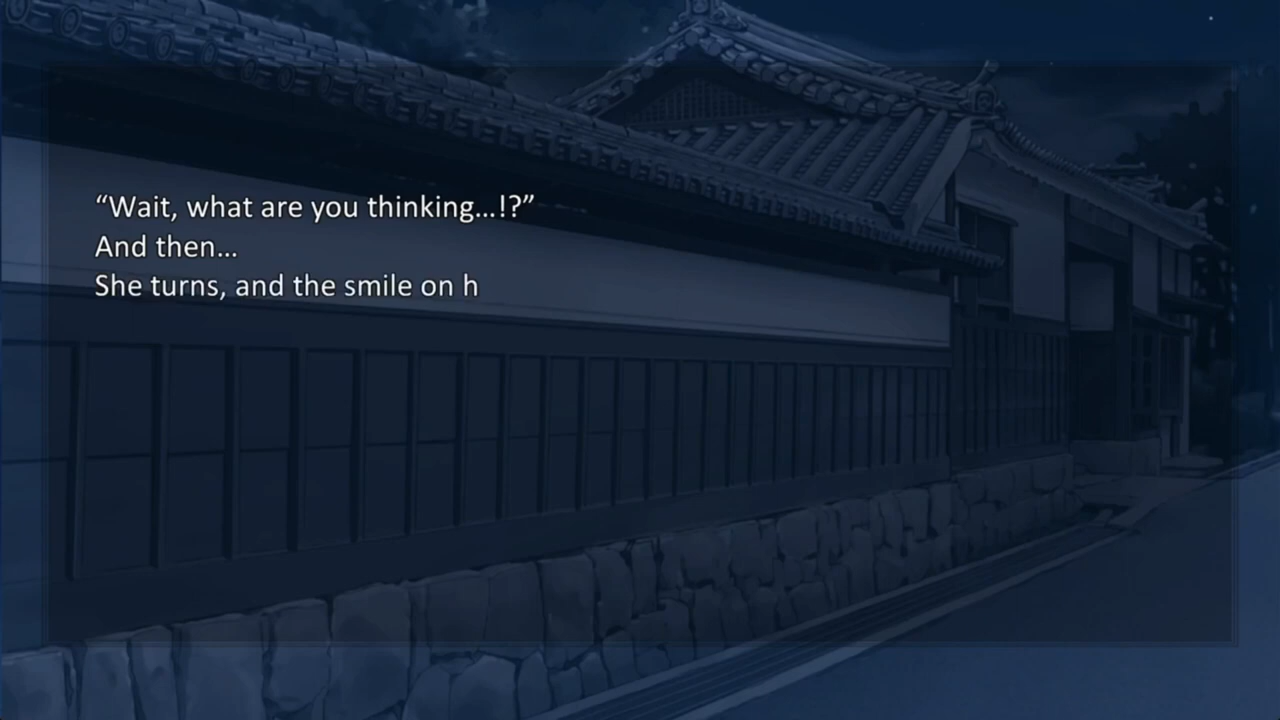 “Wait, what are you thinking...!?”
And then...
She turns, and the smile on h